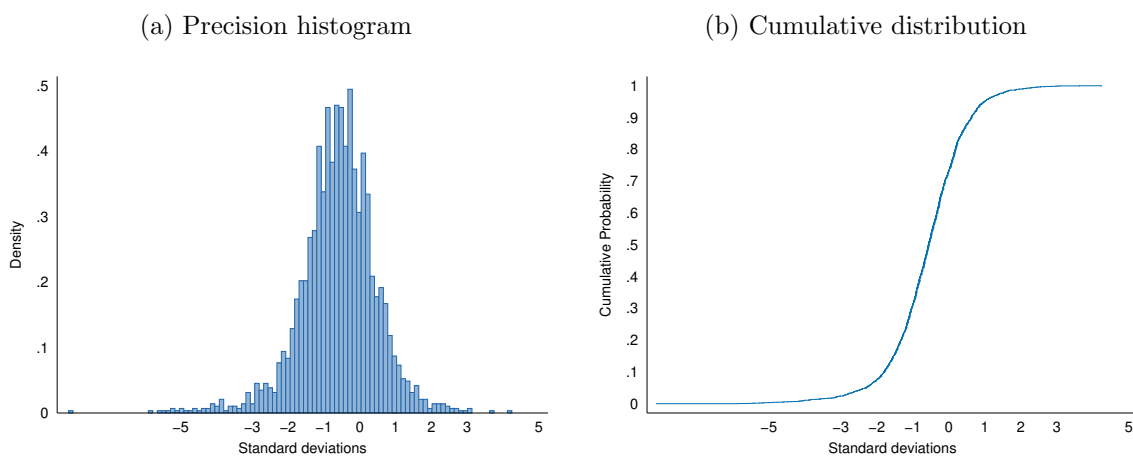 (a) Precision histogram
.5
.4
.3
.2
.1
0
Density
−5 −3 −2 −1 0 1 2 3 5
Standard deviations
(b) Cumulative distribution
1
.9
.8
.7
.6
.5
.4
.3
.2
.1
0
Cumulative Probability
−5 −3 −2 −1 0 1 2 3 5
Standard deviations